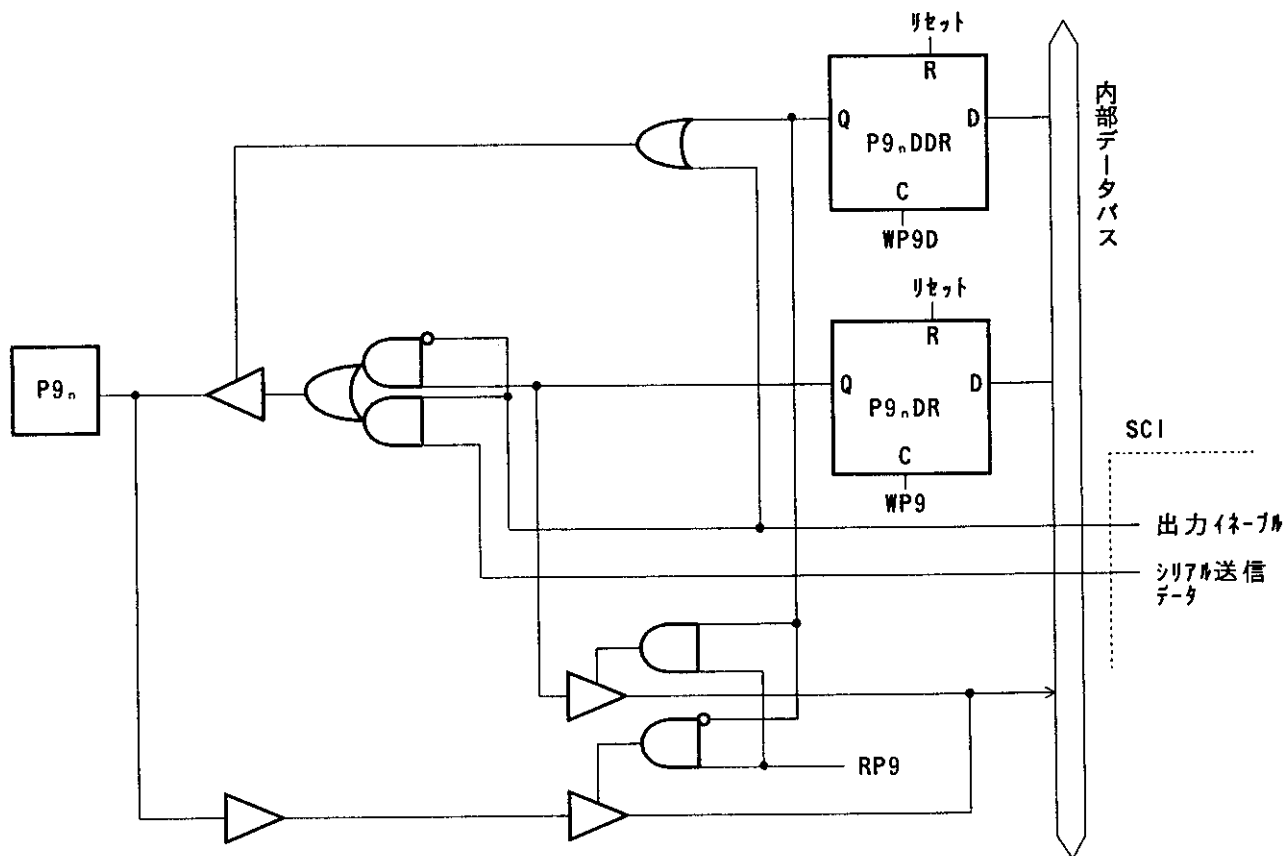 リセット
R
Q
D
P9nDDR
C
WP9D
内部データバス
リセット
R
Q
D
P9nDR
C
WP9
P9n
SCI
出力イネーブル
シリアル送信
データ
RP9